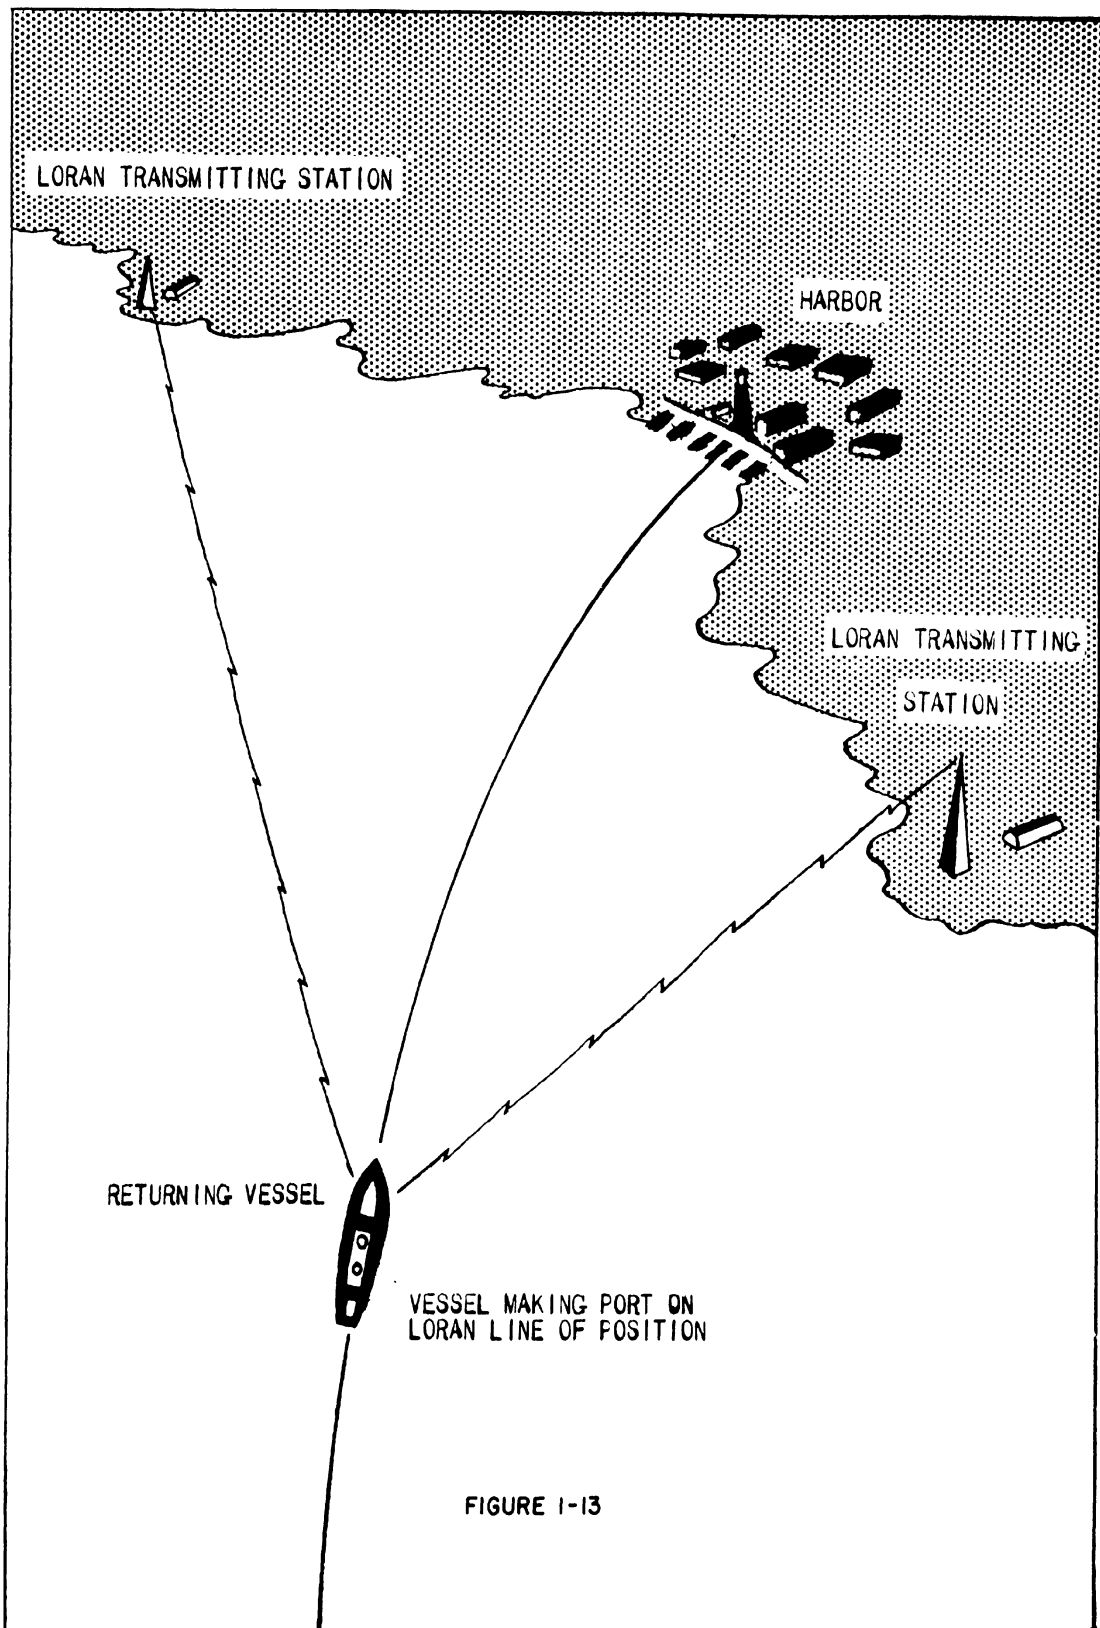 LORAN TRANSMITTING STATION
HARBOR
LORAN TRANSMITTING
STATION
RETURNING VESSEL
VESSEL MAKING PORT ON
LORAN LINE OF POSITION
FIGURE 1-13